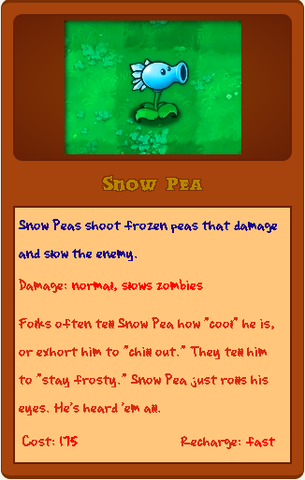 Snow Pea
Snow Peas shoot frozen peas that damage
and slow the enemy.
Damage: normal, slows zombies
Folks often tell Snow Pea how "cool" he is,
or exhort him to "chill out." They tell him
to "stay frosty." Snow Pea just rolls his
eyes. He's heard 'em all.
Cost: 175 Recharge: fast